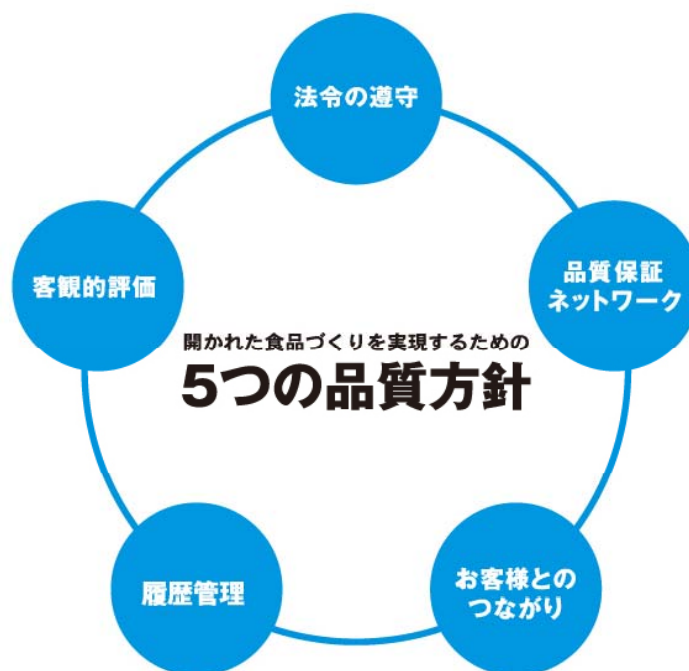 法令の遵守
品質保証
ネットワーク
客観的評価
開かれた食品づくりを実現するための
5つの品質方針
履歴管理
お客様との
つながり